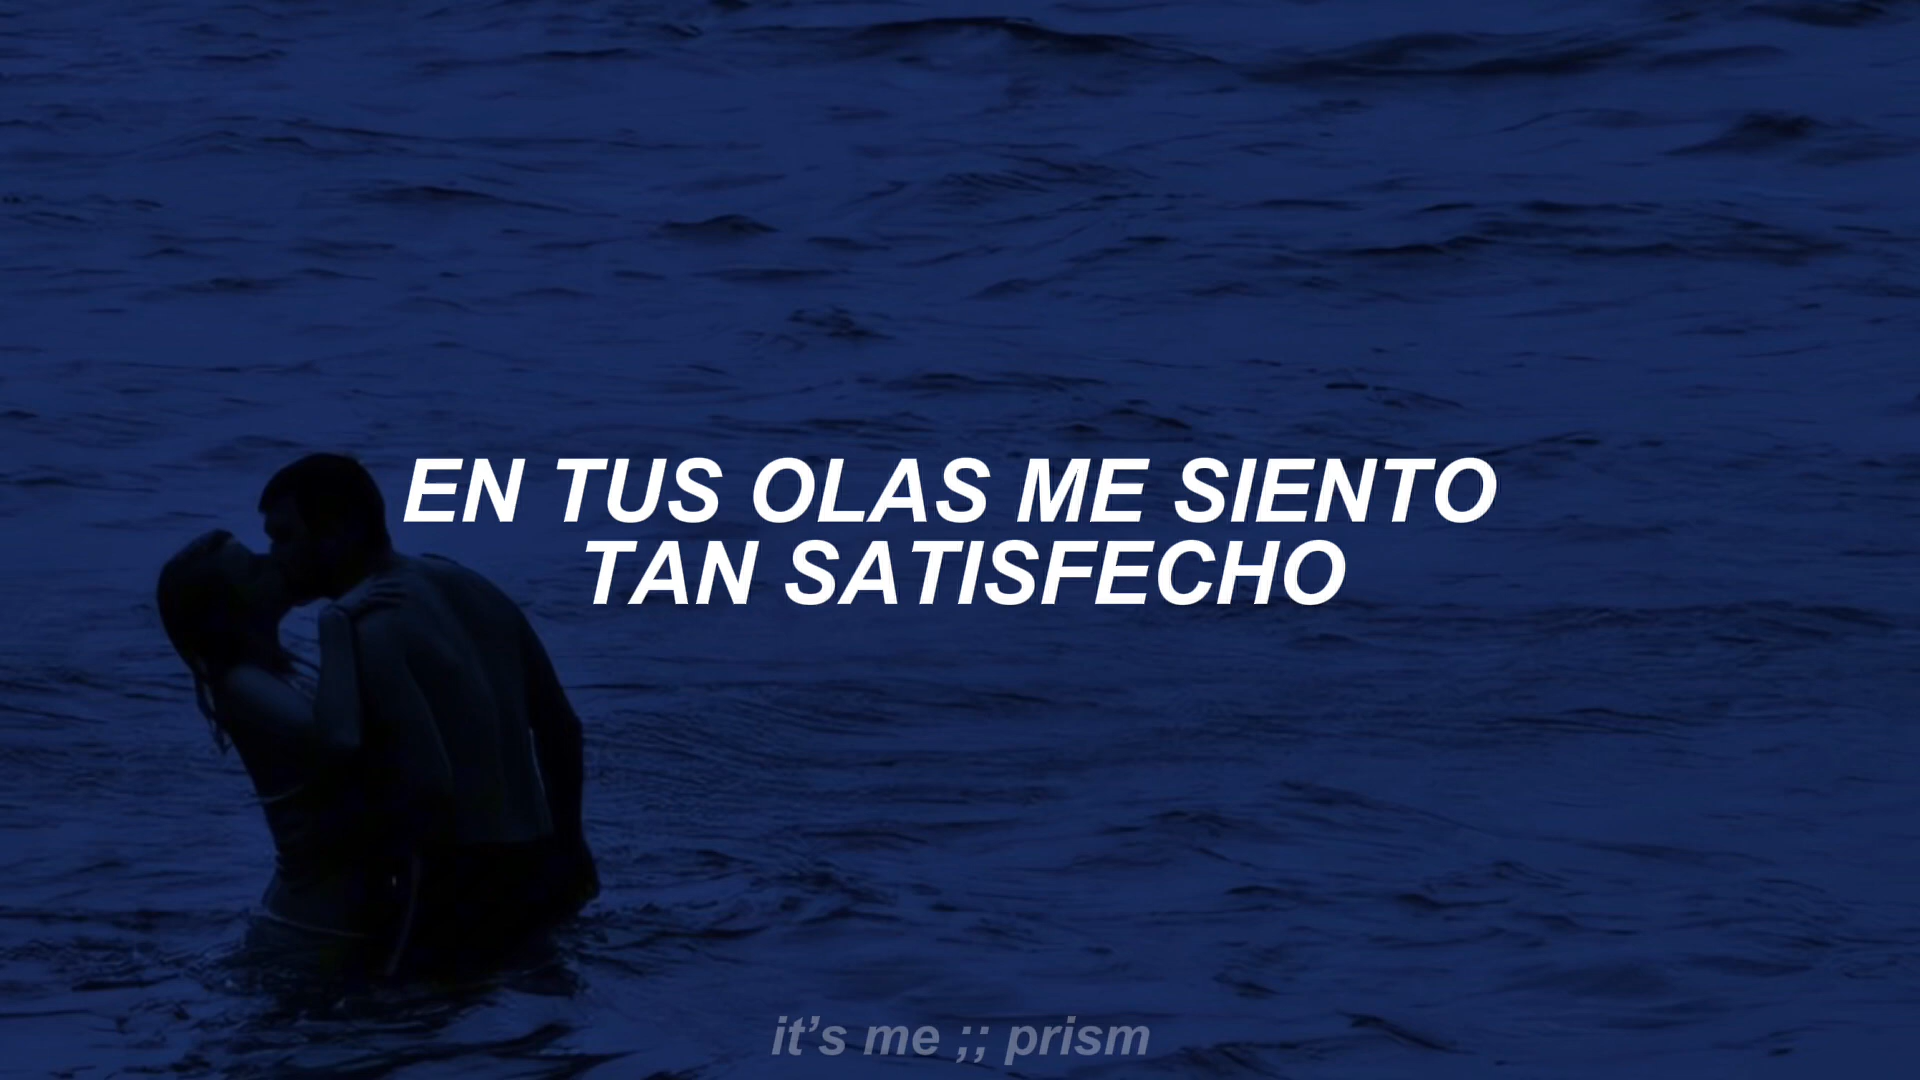 EN TUS OLAS ME SIENTO
TAN SATISFECHO
it’s me ;; prism